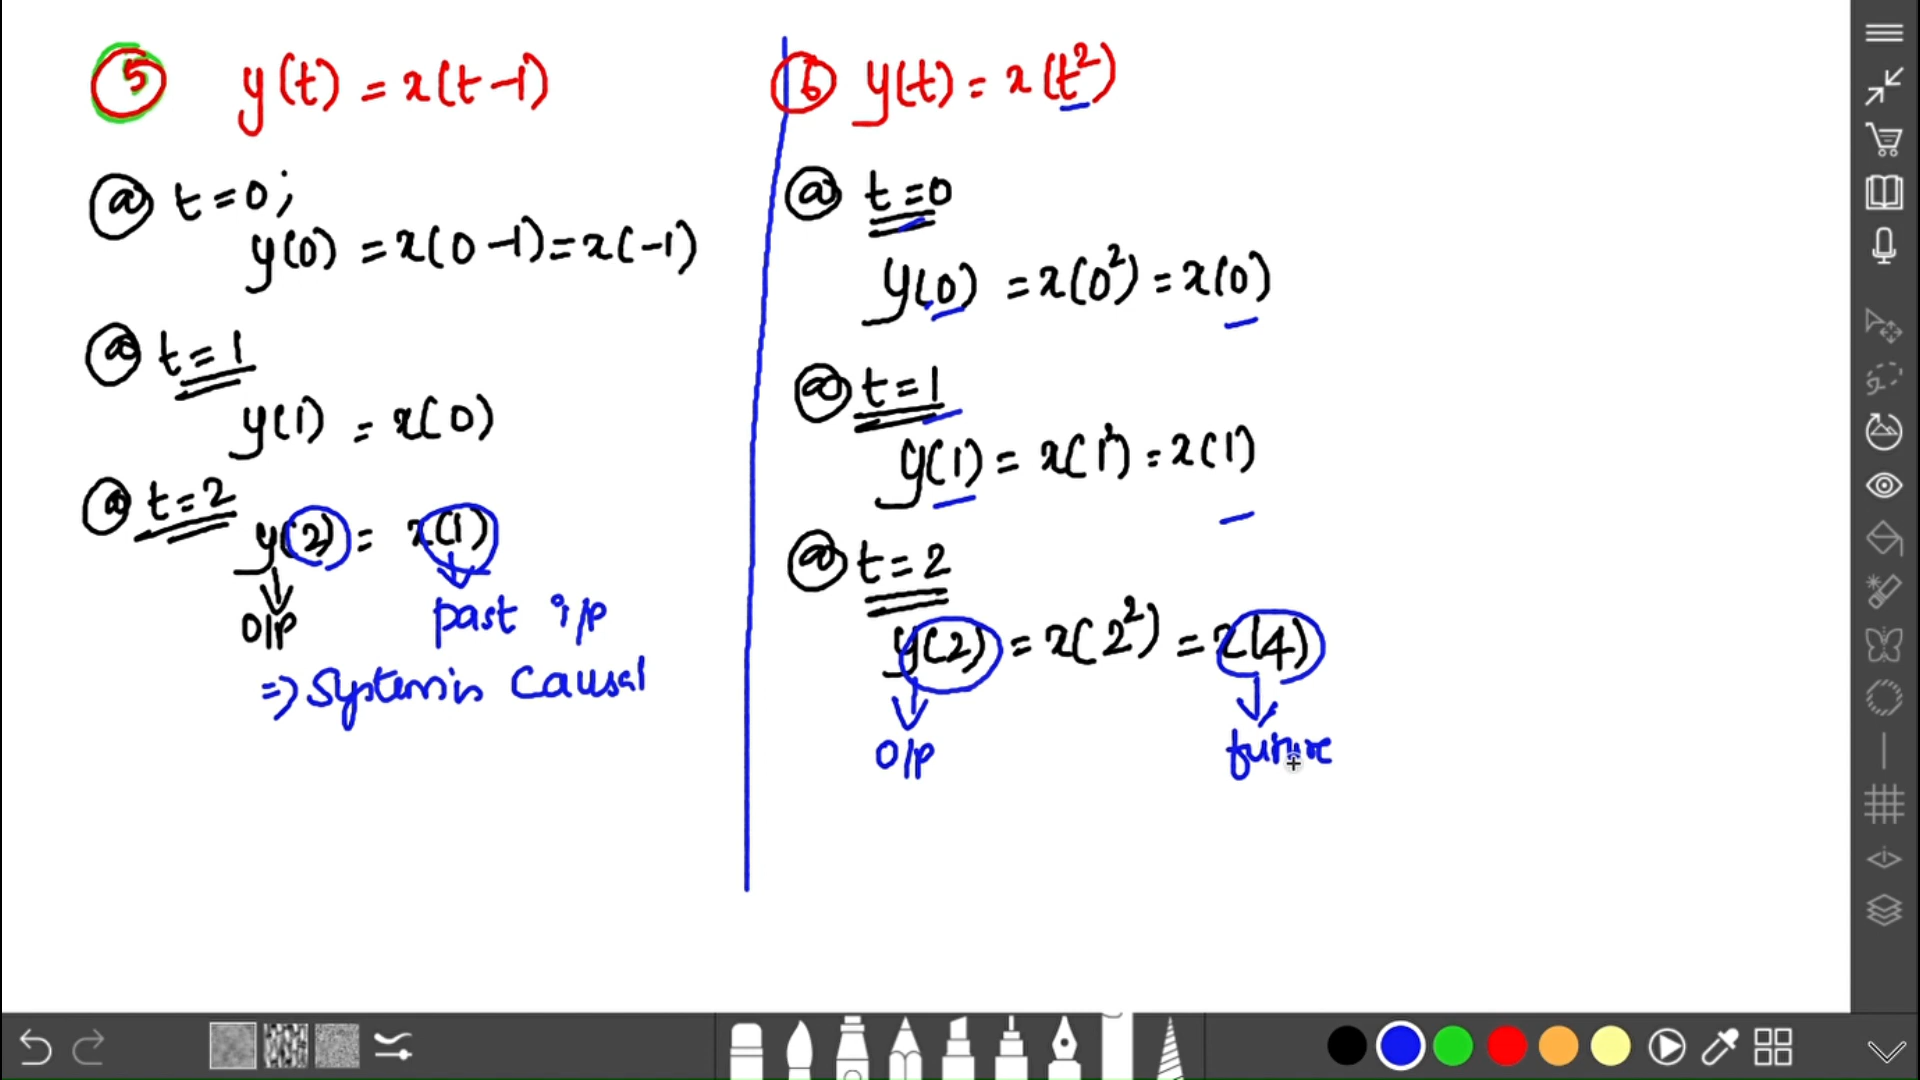 5 y(t) = x(t-1)
@ t=0;
y(0) = x(0-1) = x(-1)
@ t=1
y(1) = x(0)
@ t=2
y(2) = x(1)
O/P
past i/p
=> System is Causal
6 y(t) = x(t²)
@ t=0
y(0) = x(0²) = x(0)
@ t=1
y(1) = x(1²) = x(1)
@ t=2
y(2) = x(2²) = x(4)
O/P
future